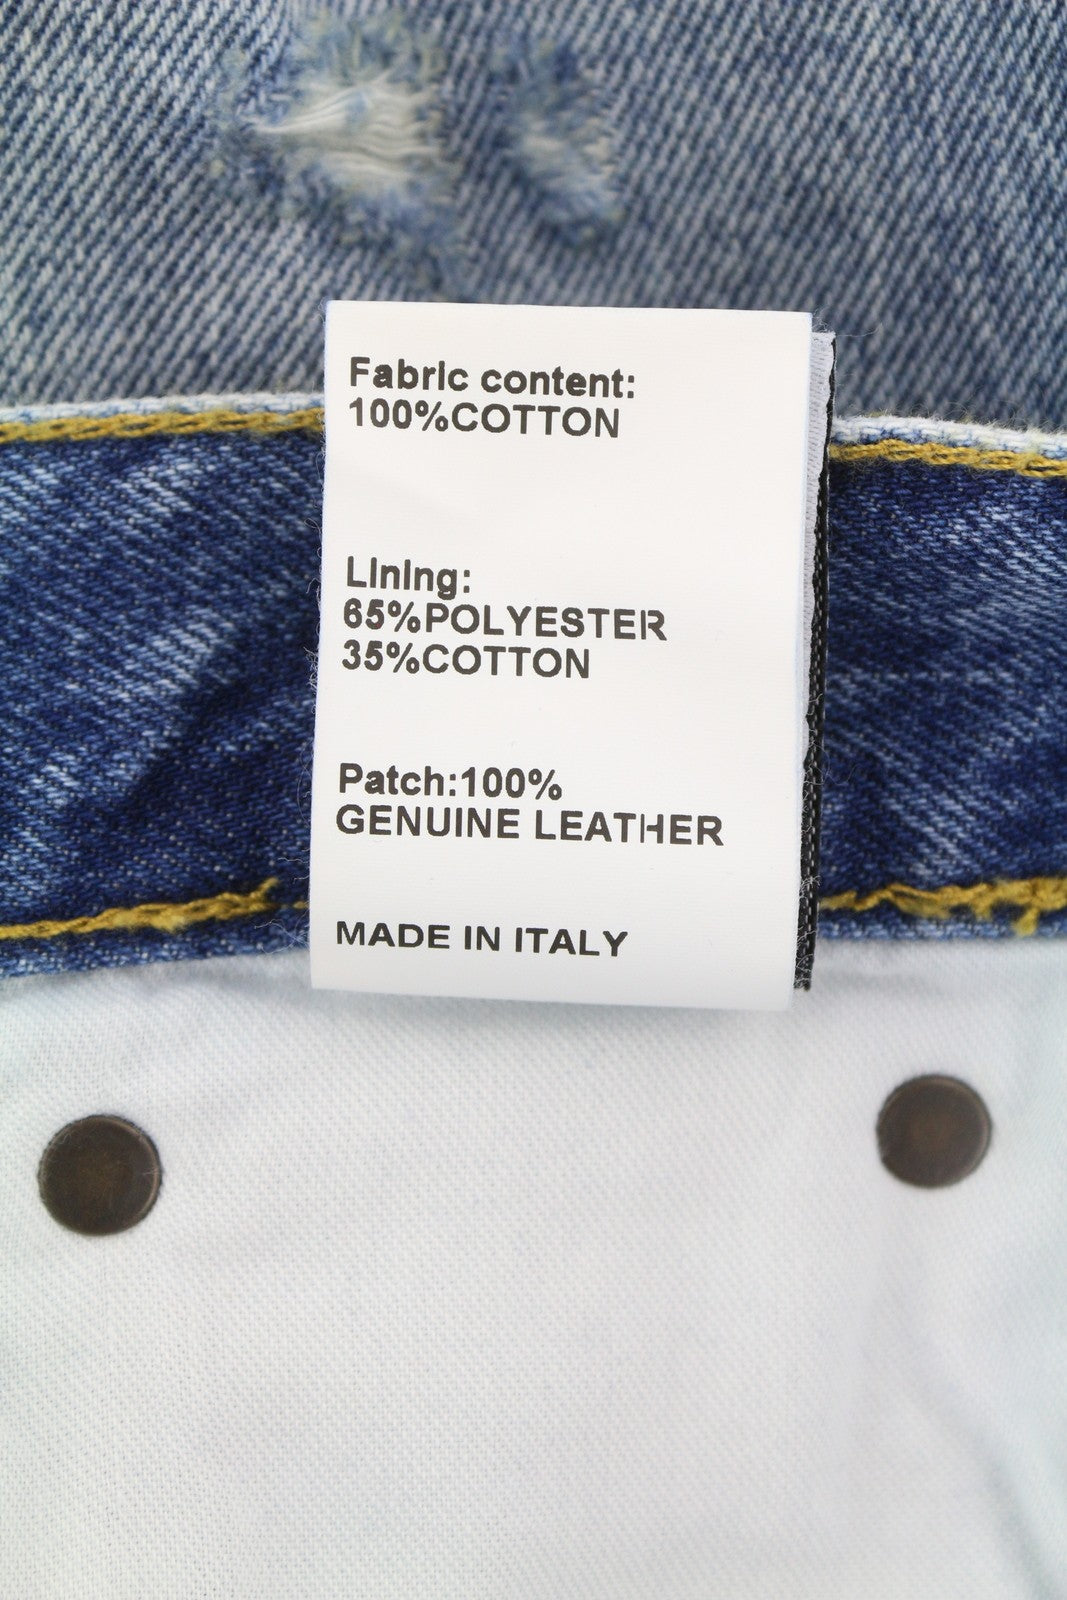 Fabric content:
100%COTTON
Lining:
65%POLYESTER
35%COTTON
Patch:100%
GENUINE LEATHER
MADE IN ITALY